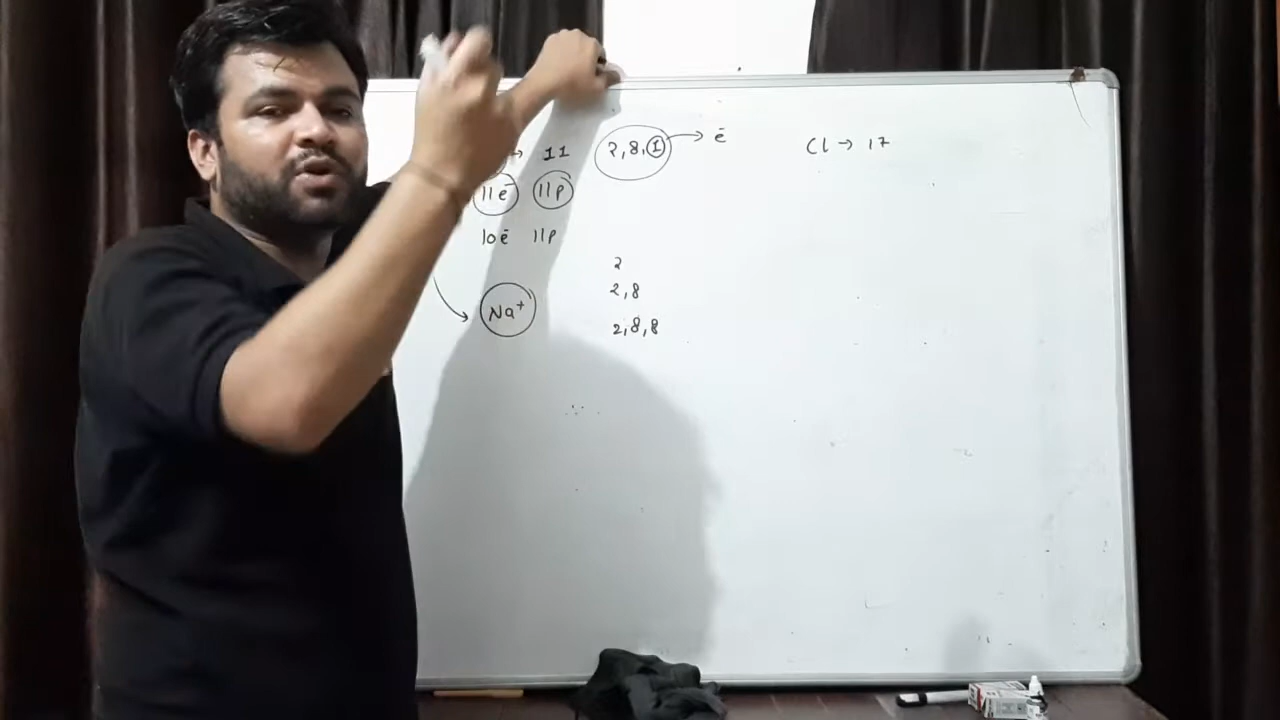 → 11 2,8,1 → ē Cl → 17
11ē 11p
10ē 11p
2
2,8
Na⁺
2,8,8